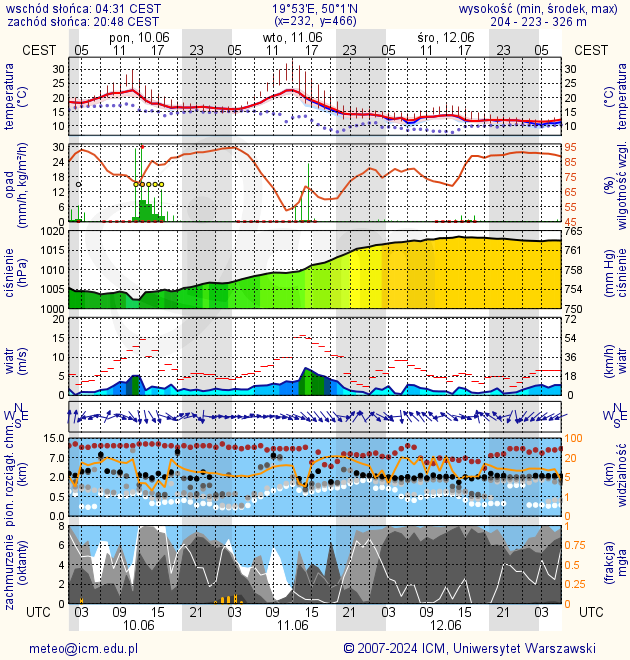 wschód słońca: 04:31 CEST 19°53'E, 50°1'N wysokość (min, środek, max)
zachód słońca: 20:48 CEST (x=232, y=466) 204 - 223 - 326 m
pon, 10.06 wto, 11.06 śro, 12.06
CEST 05 11 17 23 05 11 17 23 05 11 17 23 05 CEST
temperatura (°C)
30 25 20 15 10
30 25 20 15 10
temperatura (°C)
opad (mm/h, kg/m²/h)
30 24 18 12 6 0
95 85 75 65 55 45
(%) wilgotność wzgl.
ciśnienie (hPa)
1020 1015 1010 1005 1000
765 761 758 754 750
(mm Hg) ciśnienie
wiatr (m/s)
20 15 10 5 0
72 54 36 18 0
(km/h) wiatr
N W E S
N W E S
pion. rozciągł. chm. (km)
15.0 7.0 2.0 0.5 0.0
100 20 5 1 0
(km) widzialność
zachmurzenie (oktanty)
8 6 4 2 0
1 0.75 0.5 0.25 0
(frakcja) mgła
UTC 03 09 15 21 03 09 15 21 03 09 15 21 03 UTC
10.06 11.06 12.06
meteo@icm.edu.pl © 2007-2024 ICM, Uniwersytet Warszawski